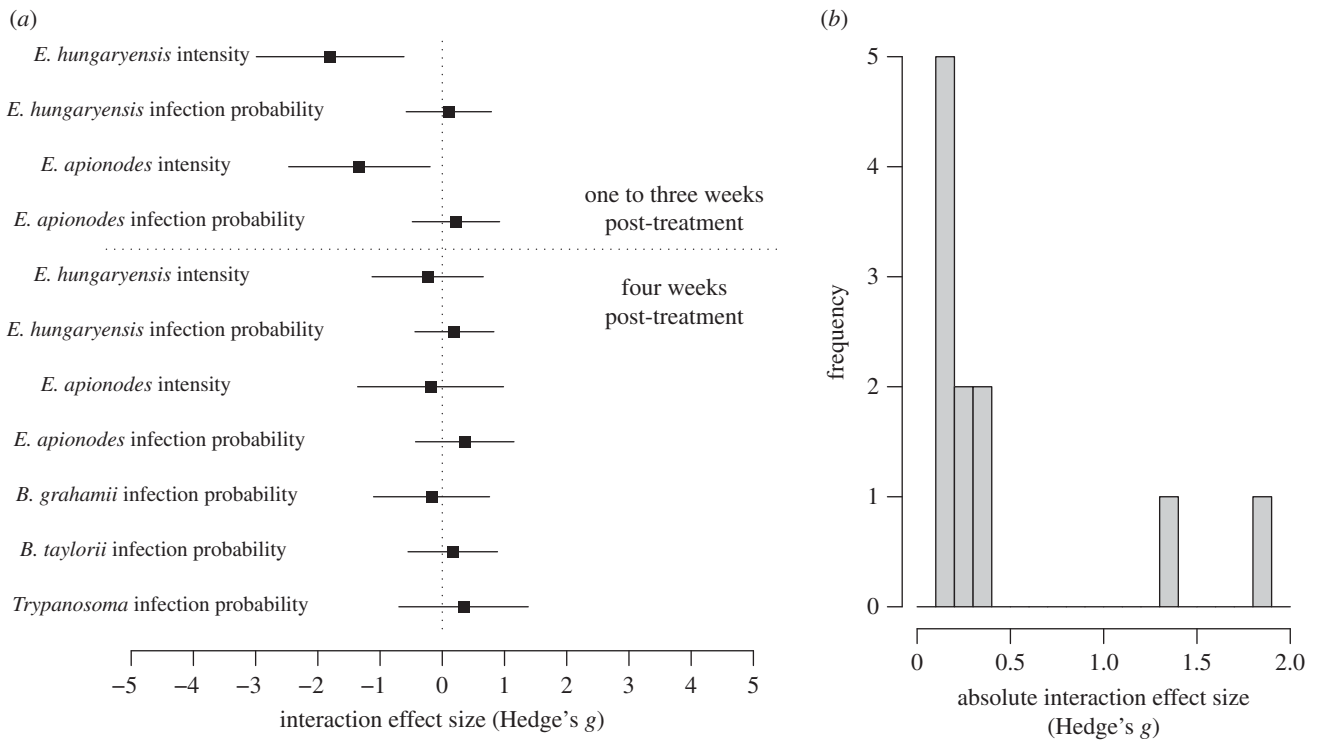 (a)
E. hungaryensis intensity
E. hungaryensis infection probability
E. apionodes intensity
E. apionodes infection probability
one to three weeks
post-treatment
E. hungaryensis intensity
E. hungaryensis infection probability
E. apionodes intensity
E. apionodes infection probability
B. grahamii infection probability
B. taylorii infection probability
Trypanosoma infection probability
four weeks
post-treatment
−5 −4 −3 −2 −1 0 1 2 3 4 5
interaction effect size (Hedge's g)
(b)
5
4
3
2
1
0
frequency
0 0.5 1.0 1.5 2.0
absolute interaction effect size
(Hedge's g)